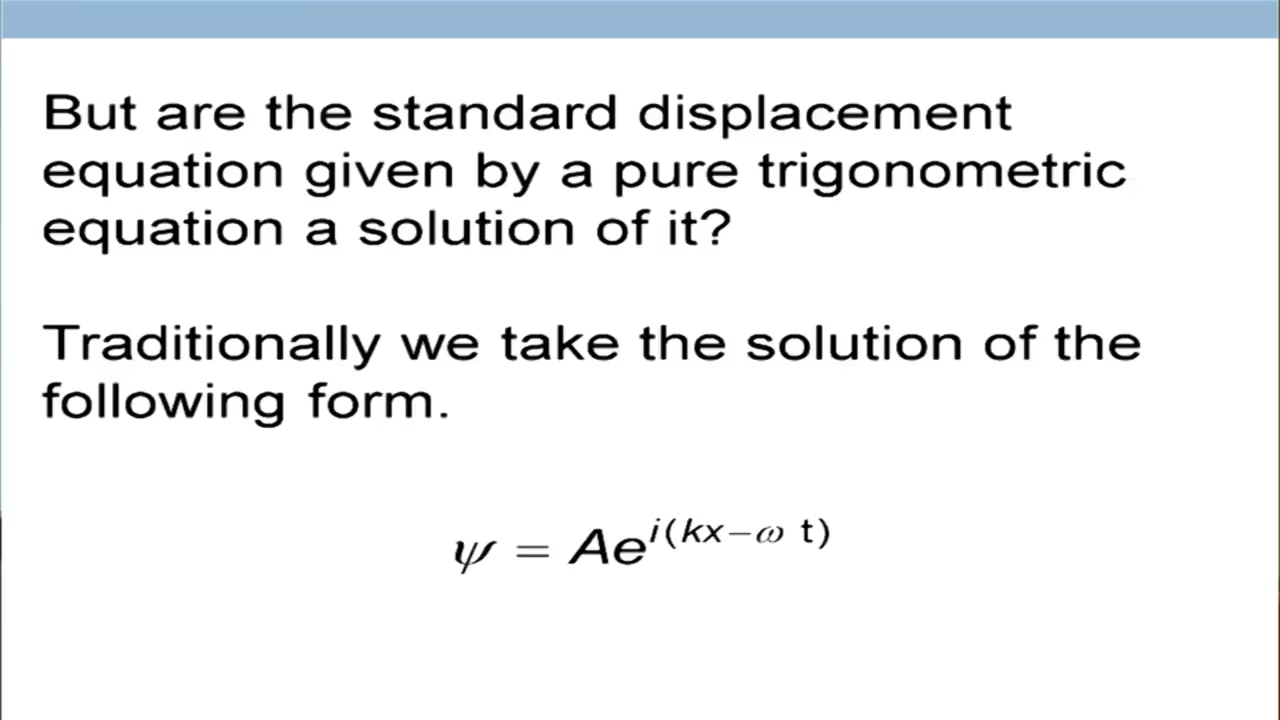 But are the standard displacement
equation given by a pure trigonometric
equation a solution of it?
Traditionally we take the solution of the
following form.
ψ = Ae^{i(kx−ω t)}